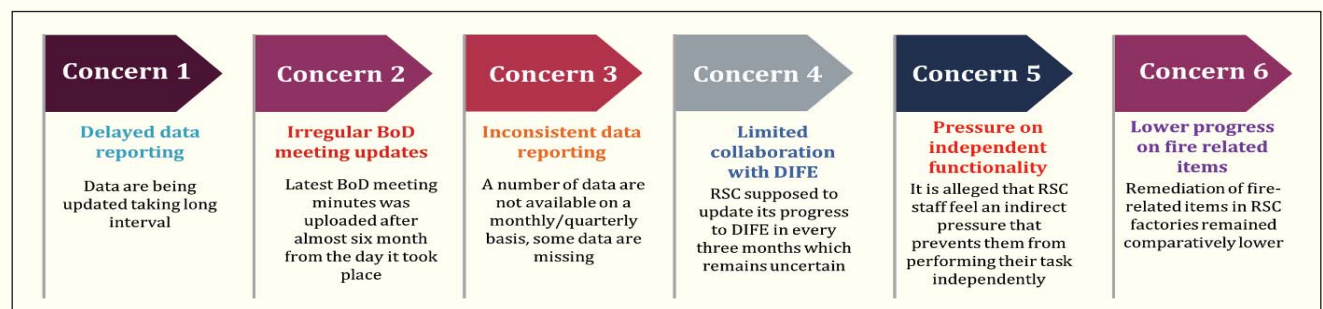 Concern 1
Delayed data
reporting
Data are being
updated taking long
interval
Concern 2
Irregular BoD
meeting updates
Latest BoD meeting
minutes was
uploaded after
almost six month
from the day it took
place
Concern 3
Inconsistent data
reporting
A number of data are
not available on a
monthly/quarterly
basis, some data are
missing
Concern 4
Limited
collaboration
with DIFE
RSC supposed to
update its progress
to DIFE in every
three months which
remains uncertain
Concern 5
Pressure on
independent
functionality
It is alleged that RSC
staff feel an indirect
pressure that
prevents them from
performing their task
independently
Concern 6
Lower progress
on fire related
items
Remediation of fire-
related items in RSC
factories remained
comparatively lower